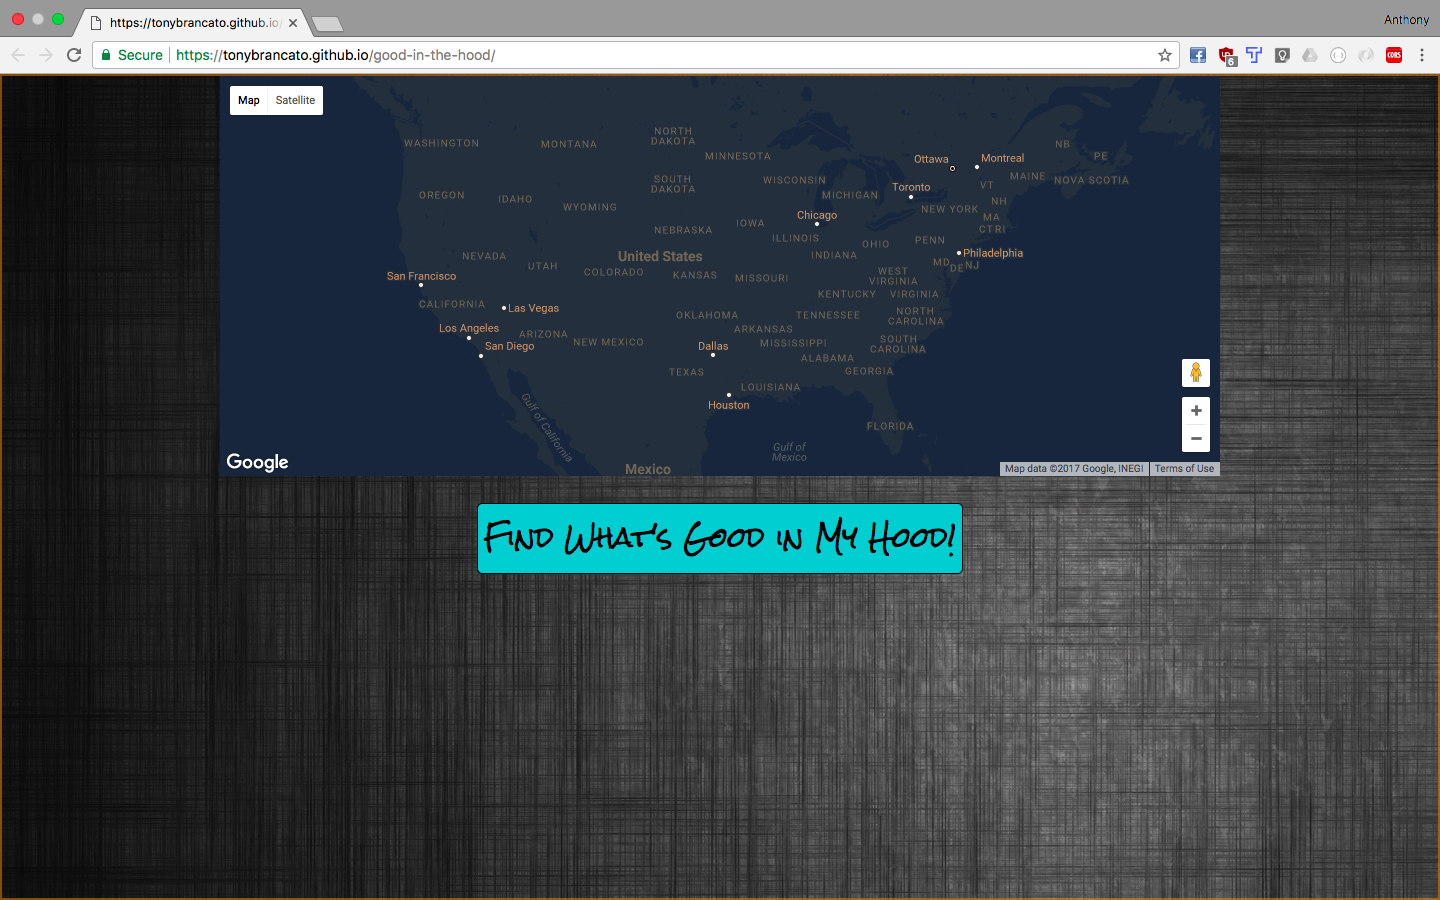 https://tonybrancato.github.io/
Anthony
Secure https://tonybrancato.github.io/good-in-the-hood/
6
CORS
Map Satellite
WASHINGTON
MONTANA
NORTH
DAKOTA
MINNESOTA
Ottawa
Montreal
NB
PE
MAINE
NOVA SCOTIA
OREGON
IDAHO
WYOMING
SOUTH
DAKOTA
WISCONSIN
MICHIGAN
Toronto
VT
NH
NEW YORK
MA
CT RI
IOWA
Chicago
NEBRASKA
ILLINOIS
OHIO
PENN
INDIANA
Philadelphia
NEVADA
UTAH
COLORADO
United States
KANSAS
MISSOURI
WEST
VIRGINIA
MD
DE
NJ
San Francisco
CALIFORNIA
Las Vegas
KENTUCKY
VIRGINIA
OKLAHOMA
TENNESSEE
NORTH
CAROLINA
Los Angeles
ARIZONA
NEW MEXICO
ARKANSAS
San Diego
Dallas
MISSISSIPPI
SOUTH
CAROLINA
ALABAMA
TEXAS
GEORGIA
LOUISIANA
Houston
FLORIDA
Gulf of California
Gulf of
Mexico
Mexico
Google
Map data ©2017 Google, INEGI Terms of Use
Find What's Good in My Hood!